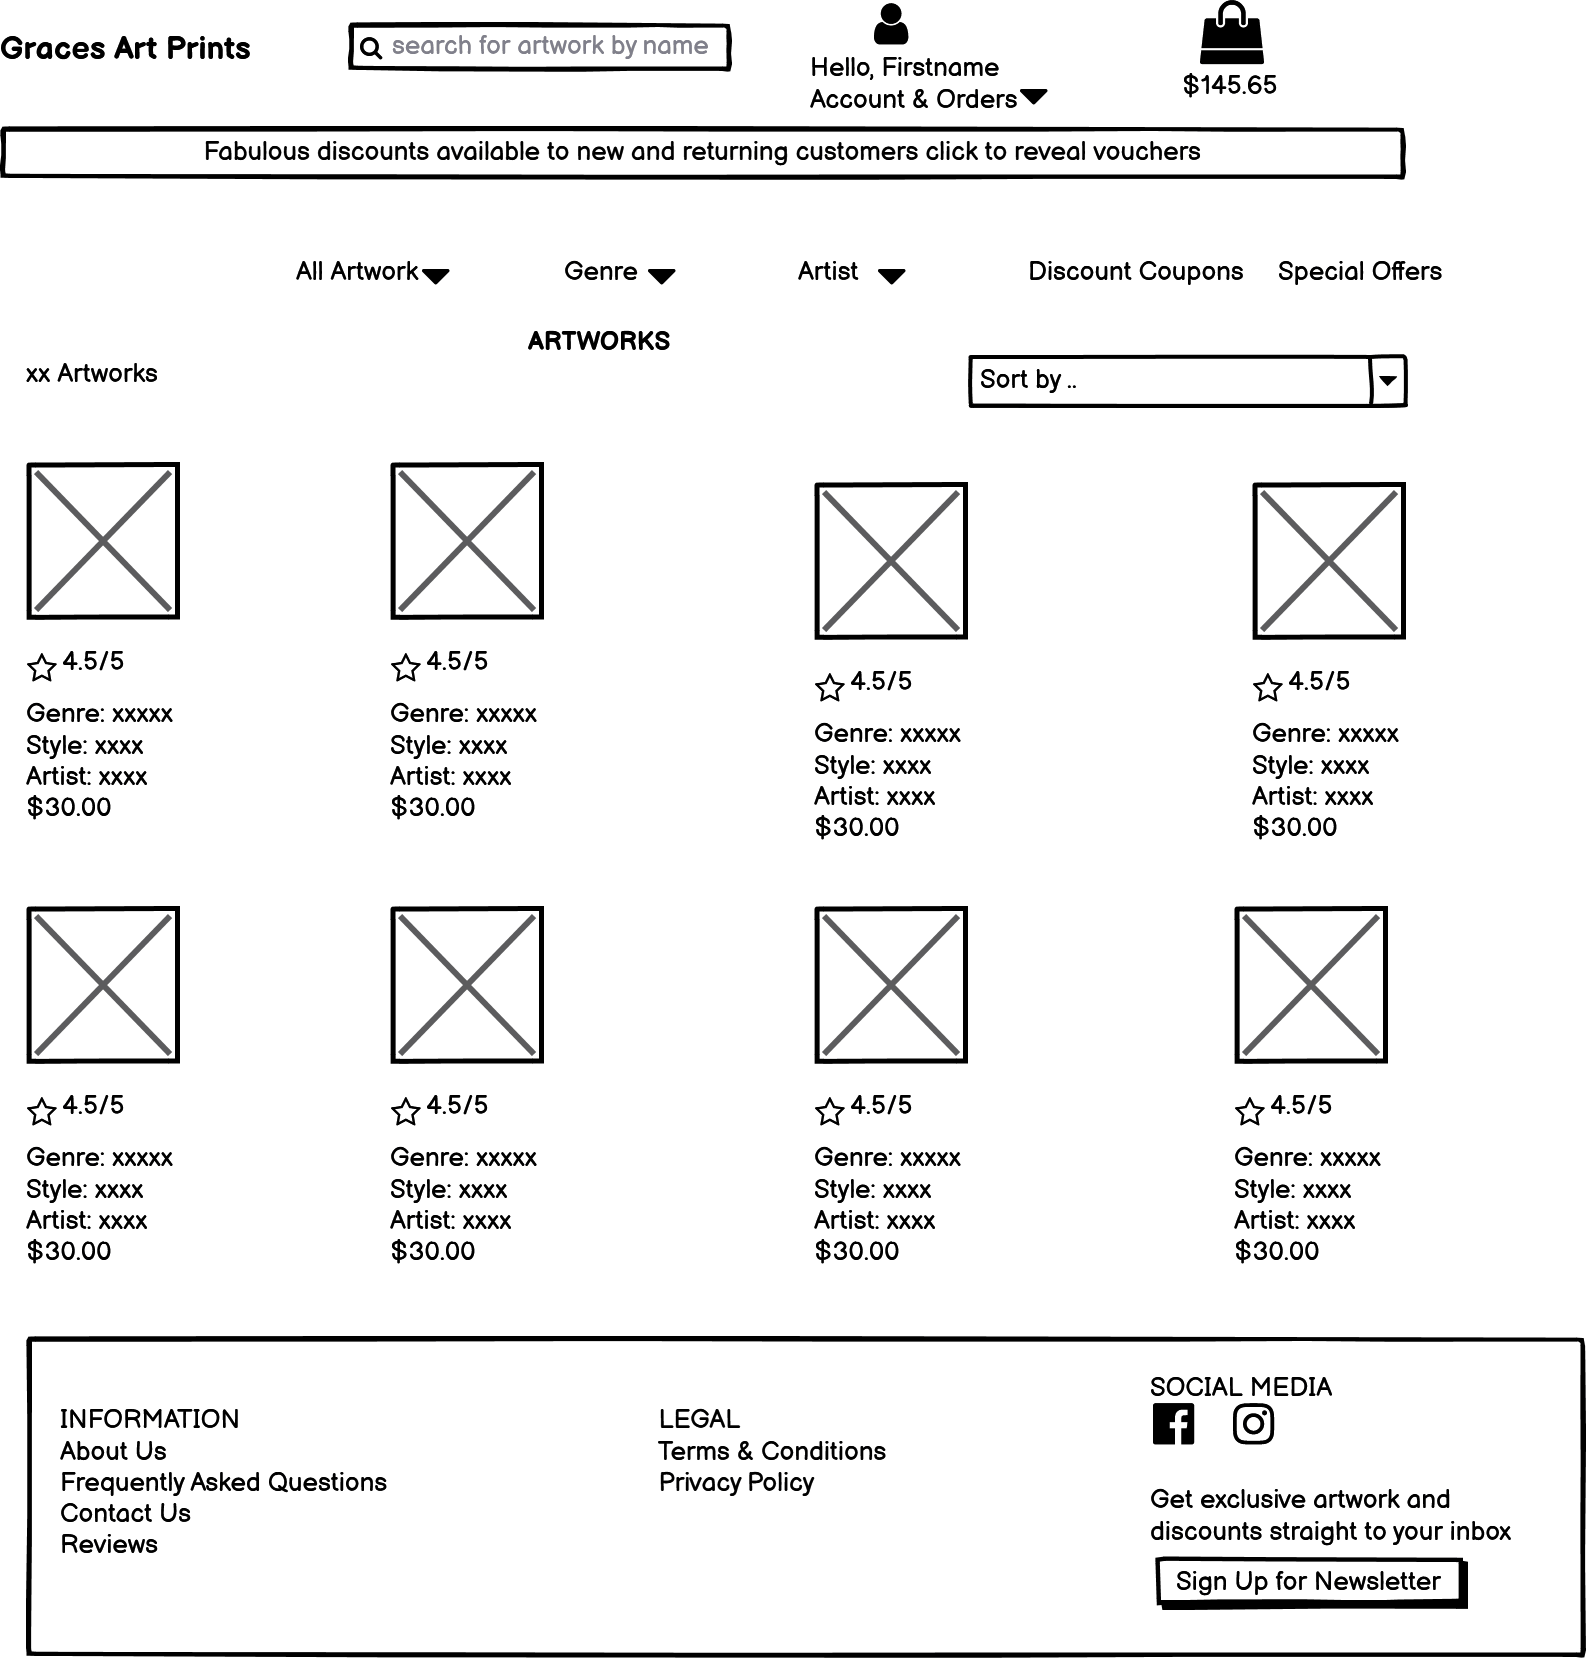 Graces Art Prints
search for artwork by name
Hello, Firstname
Account & Orders
$145.65
Fabulous discounts available to new and returning customers click to reveal vouchers
All Artwork
Genre
Artist
Discount Coupons
Special Offers
ARTWORKS
xx Artworks
Sort by ..
4.5/5
Genre: xxxxx
Style: xxxx
Artist: xxxx
$30.00
4.5/5
Genre: xxxxx
Style: xxxx
Artist: xxxx
$30.00
4.5/5
Genre: xxxxx
Style: xxxx
Artist: xxxx
$30.00
4.5/5
Genre: xxxxx
Style: xxxx
Artist: xxxx
$30.00
4.5/5
Genre: xxxxx
Style: xxxx
Artist: xxxx
$30.00
4.5/5
Genre: xxxxx
Style: xxxx
Artist: xxxx
$30.00
4.5/5
Genre: xxxxx
Style: xxxx
Artist: xxxx
$30.00
4.5/5
Genre: xxxxx
Style: xxxx
Artist: xxxx
$30.00
INFORMATION
About Us
Frequently Asked Questions
Contact Us
Reviews
LEGAL
Terms & Conditions
Privacy Policy
SOCIAL MEDIA
Get exclusive artwork and
discounts straight to your inbox
Sign Up for Newsletter